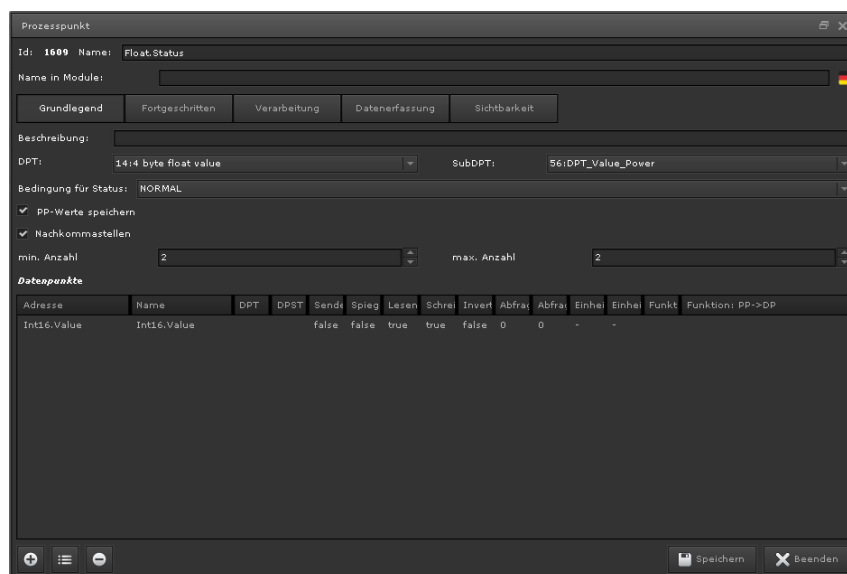 Prozesspunkt
Id: 1609 Name: Float.Status
Name in Module:
Grundlegend Fortgeschritten Verarbeitung Datenerfassung Sichtbarkeit
Beschreibung:
DPT: 14:4 byte float value SubDPT: 56:DPT_Value_Power
Bedingung für Status: NORMAL
PP-Werte speichern
Nachkommastellen
min. Anzahl 2 max. Anzahl 2
Datenpunkte
Adresse Name DPT DPST Sende Spieg Lesen Schrei Invert Abfrag Abfrag Einhei Einhei Funkt Funktion: PP->DP
Int16.Value Int16.Value false false true true false 0 0 - -
Speichern Beenden